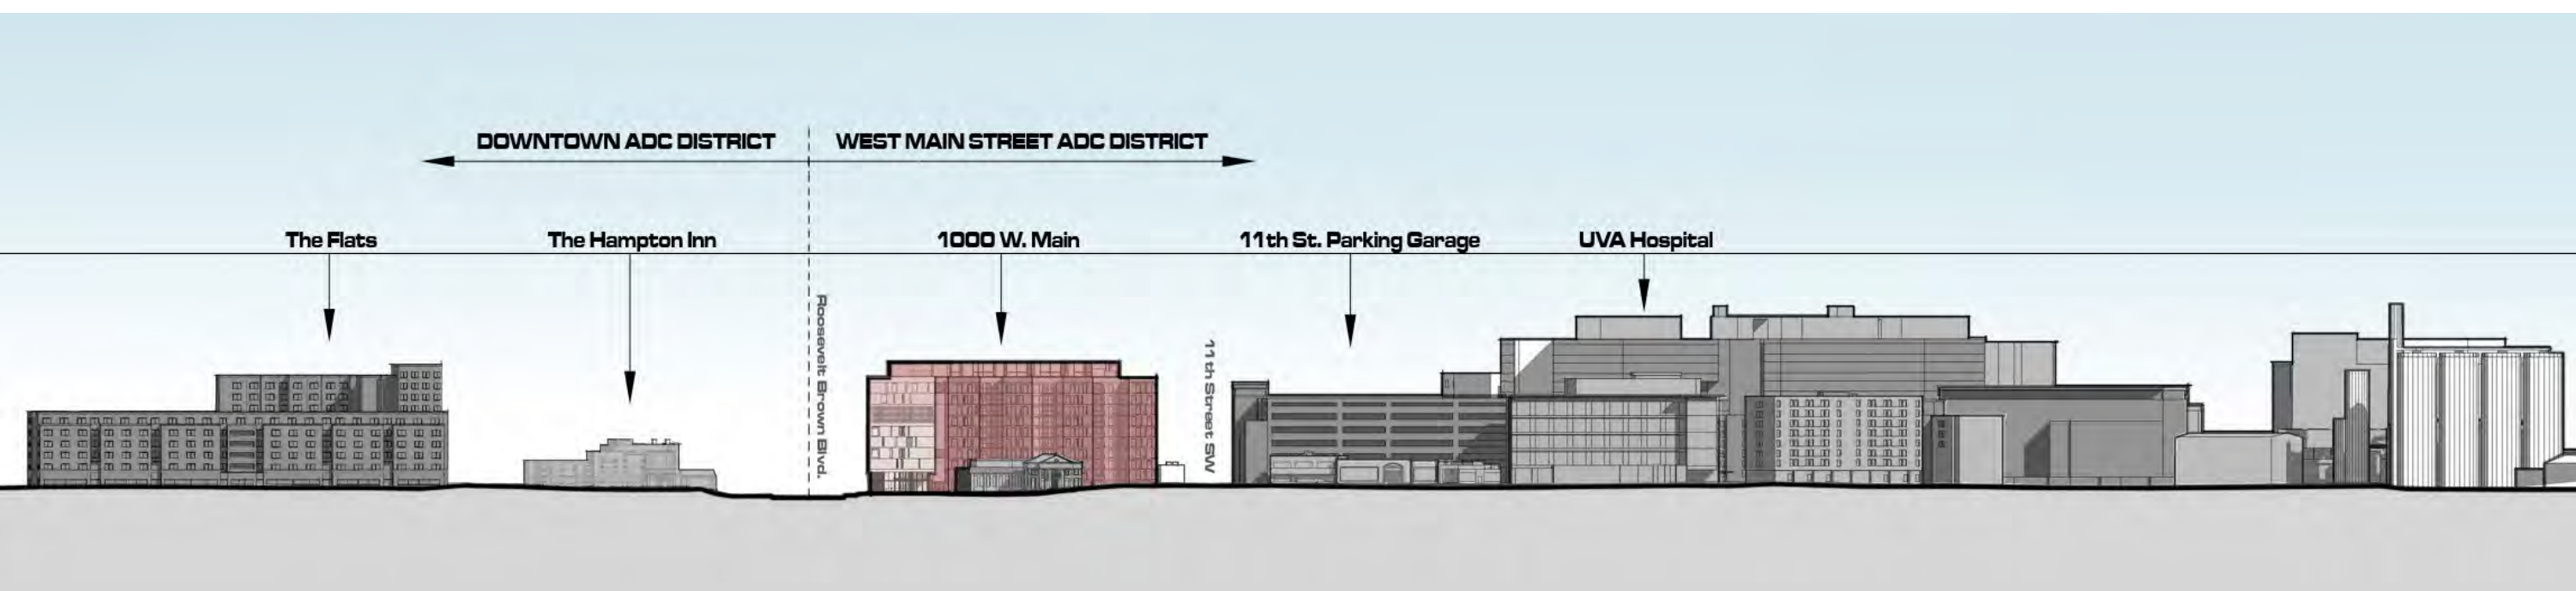 DOWNTOWN ADC DISTRICT
WEST MAIN STREET ADC DISTRICT
The Flats
The Hampton Inn
1000 W. Main
11th St. Parking Garage
UVA Hospital
Roosevelt Brown Blvd.
11th Street SW